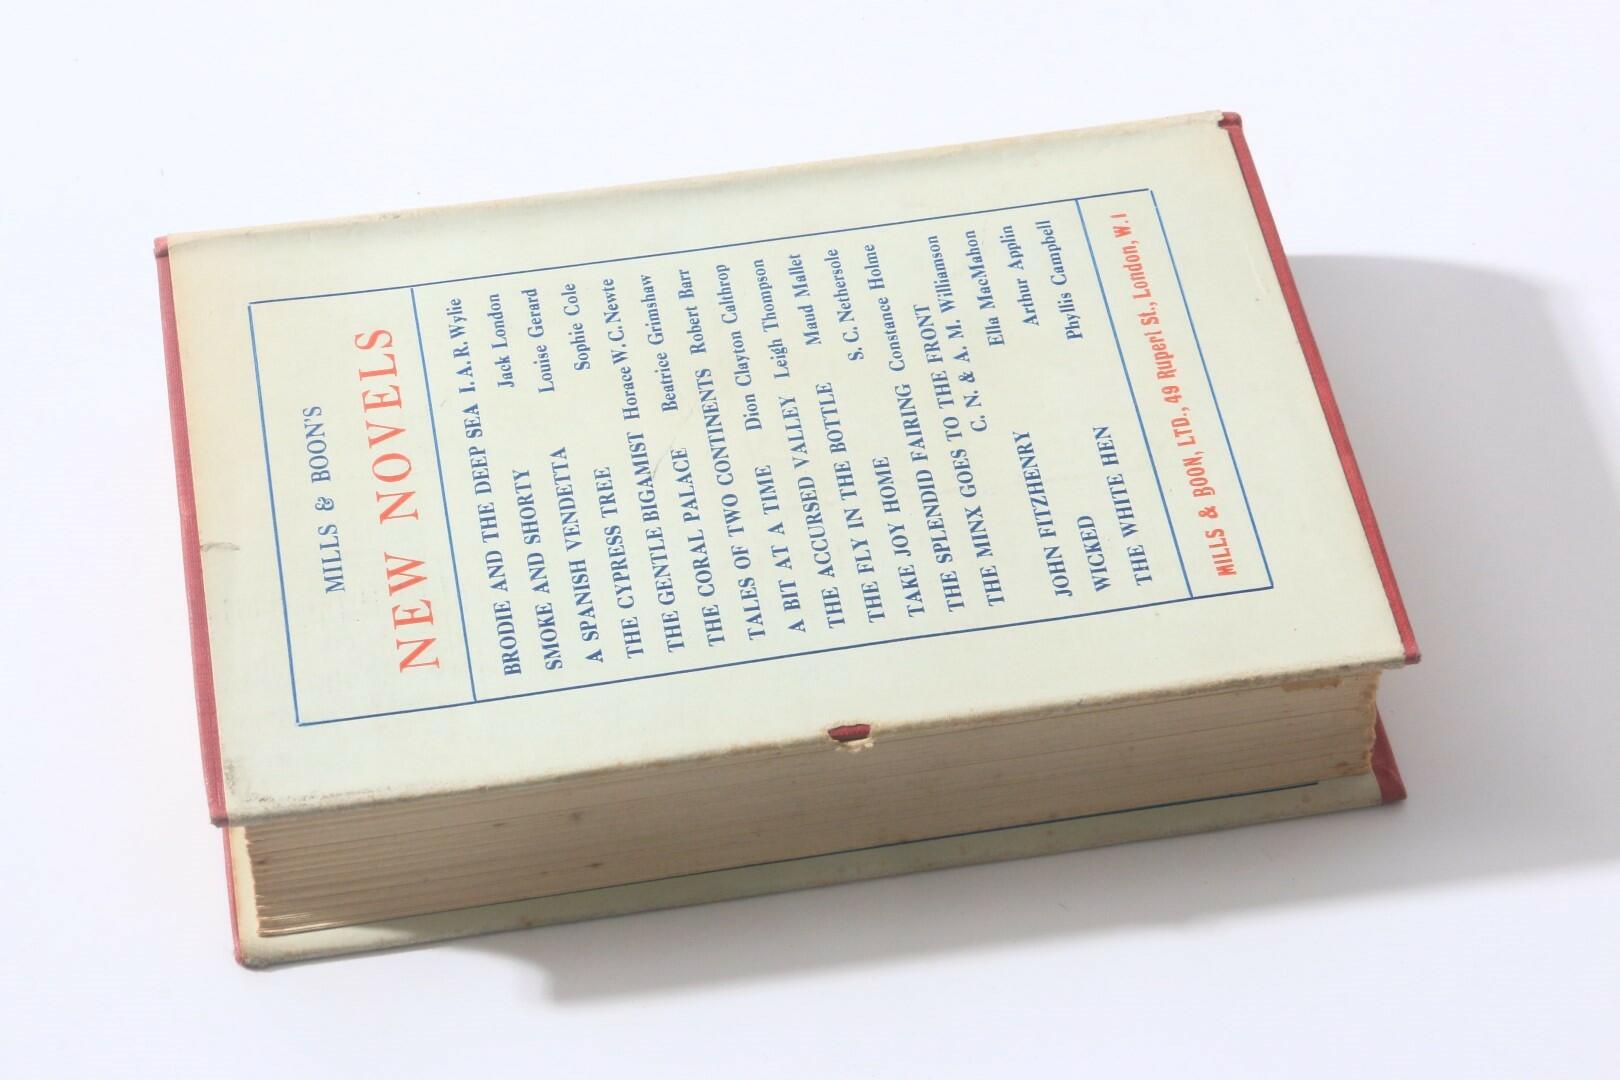 MILLS & BOON'S
NEW NOVELS
BRODIE AND THE DEEP SEA I. A. R. Wylie
SMOKE AND SHORTY Jack London
A SPANISH VENDETTA Louise Gerard
THE CYPRESS TREE Sophie Cole
THE GENTLE BIGAMIST Horace W. C. Newte
THE CORAL PALACE Beatrice Grimshaw
TALES OF TWO CONTINENTS Robert Barr
A BIT AT A TIME Dion Clayton Calthrop
THE ACCURSED VALLEY Leigh Thompson
THE FLY IN THE BOTTLE Maud Mallet
TAKE JOY HOME S. C. Nethersole
THE SPLENDID FAIRING Constance Holme
THE MINX GOES TO THE FRONT
C. N. & A. M. Williamson
JOHN FITZHENRY Ella MacMahon
WICKED Arthur Applin
THE WHITE HEN Phyllis Campbell
MILLS & BOON, LTD., 49 Rupert St., London, W.1